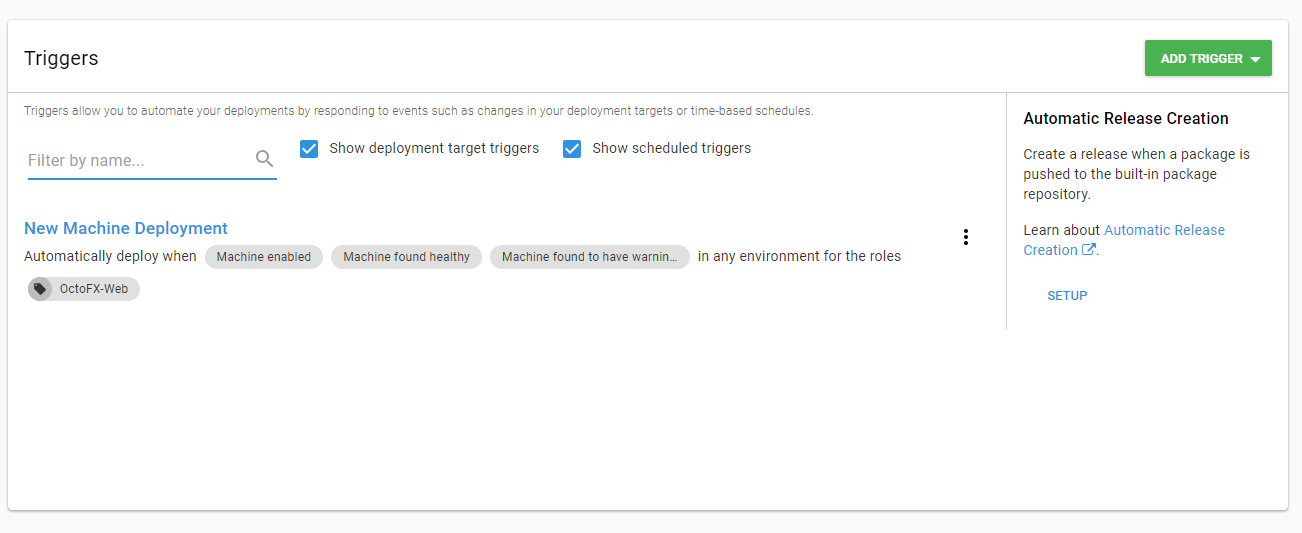 Triggers
ADD TRIGGER
Triggers allow you to automate your deployments by responding to events such as changes in your deployment targets or time-based schedules.
Filter by name...
Show deployment target triggers
Show scheduled triggers
New Machine Deployment
Automatically deploy when Machine enabled Machine found healthy Machine found to have warnin... in any environment for the roles
OctoFX-Web
Automatic Release Creation
Create a release when a package is
pushed to the built-in package
repository.
Learn about Automatic Release
Creation.
SETUP